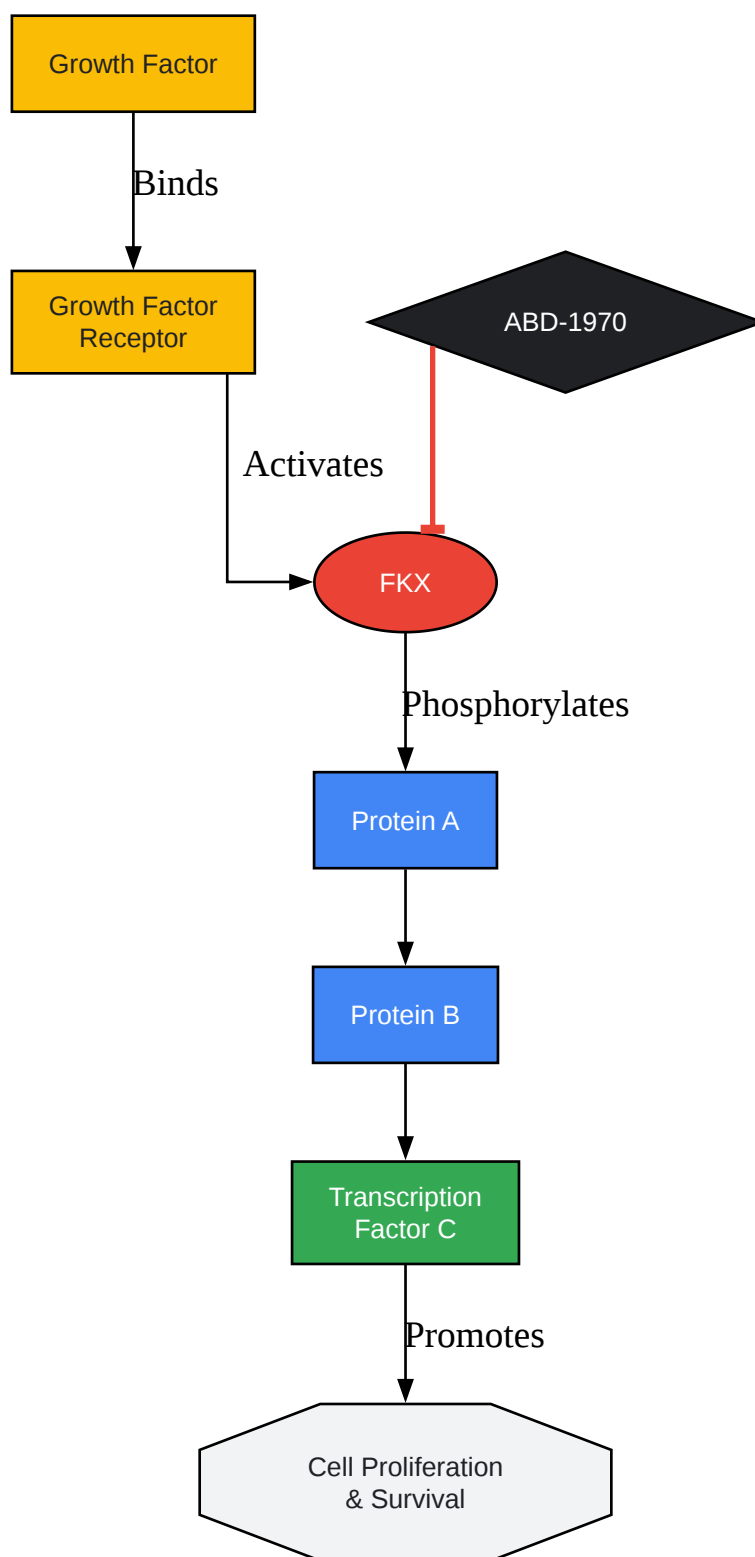 Growth Factor
Binds
Growth Factor
Receptor
ABD-1970
Activates
FKX
Phosphorylates
Protein A
Protein B
Transcription
Factor C
Promotes
Cell Proliferation
& Survival